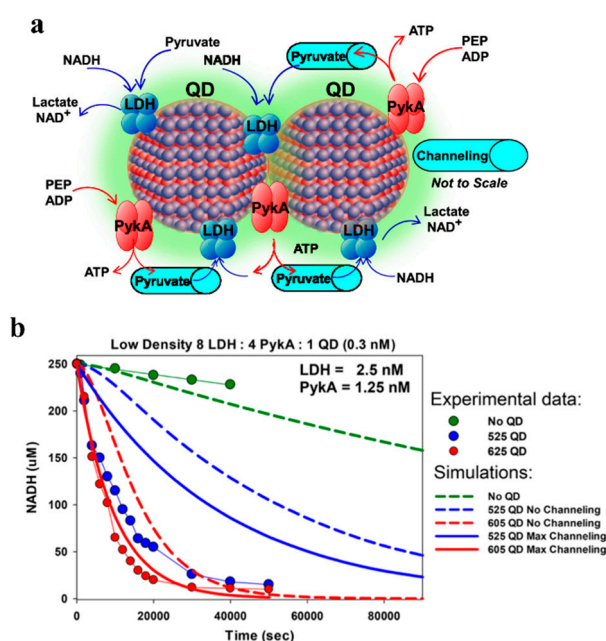 a
Pyruvate
NADH
NADH
QD
QD
Pyruvate
ATP
PEP
ADP
LDH
LDH
PykA
Lactate
NAD+
Channeling
Not to Scale
PEP
ADP
PykA
PykA
LDH
LDH
Lactate
NAD+
ATP
ATP
Pyruvate
Pyruvate
NADH
b
Low Density 8 LDH : 4 PykA : 1 QD (0.3 nM)
LDH = 2.5 nM
PykA = 1.25 nM
NADH (uM)
250
200
150
100
50
0
0
20000
40000
60000
80000
Time (sec)
Experimental data:
No QD
525 QD
625 QD
Simulations:
No QD
525 QD No Channeling
605 QD No Channeling
525 QD Max Channeling
605 QD Max Channeling